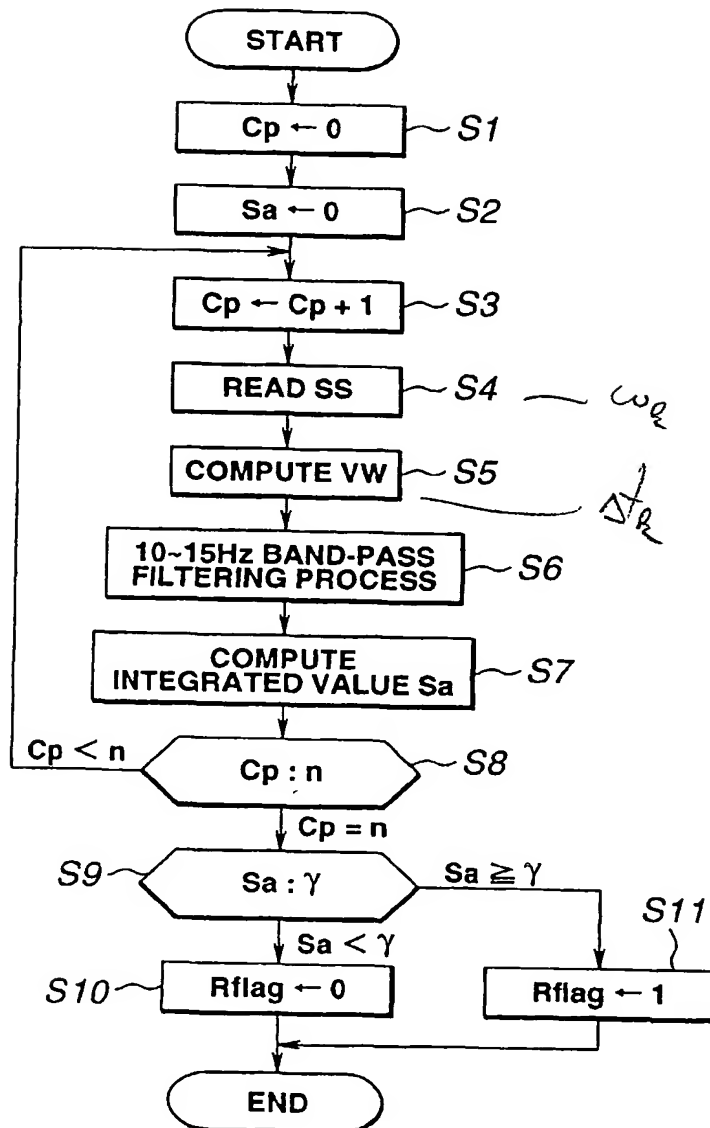 START
Cp ← 0 S1
Sa ← 0 S2
Cp ← Cp + 1 S3
READ SS S4
COMPUTE VW S5
10~15Hz BAND-PASS
FILTERING PROCESS S6
COMPUTE
INTEGRATED VALUE Sa S7
Cp < n
Cp : n S8
Cp = n
S9 Sa : γ Sa ≧ γ
Sa < γ S11
S10 Rflag ← 0 Rflag ← 1
END